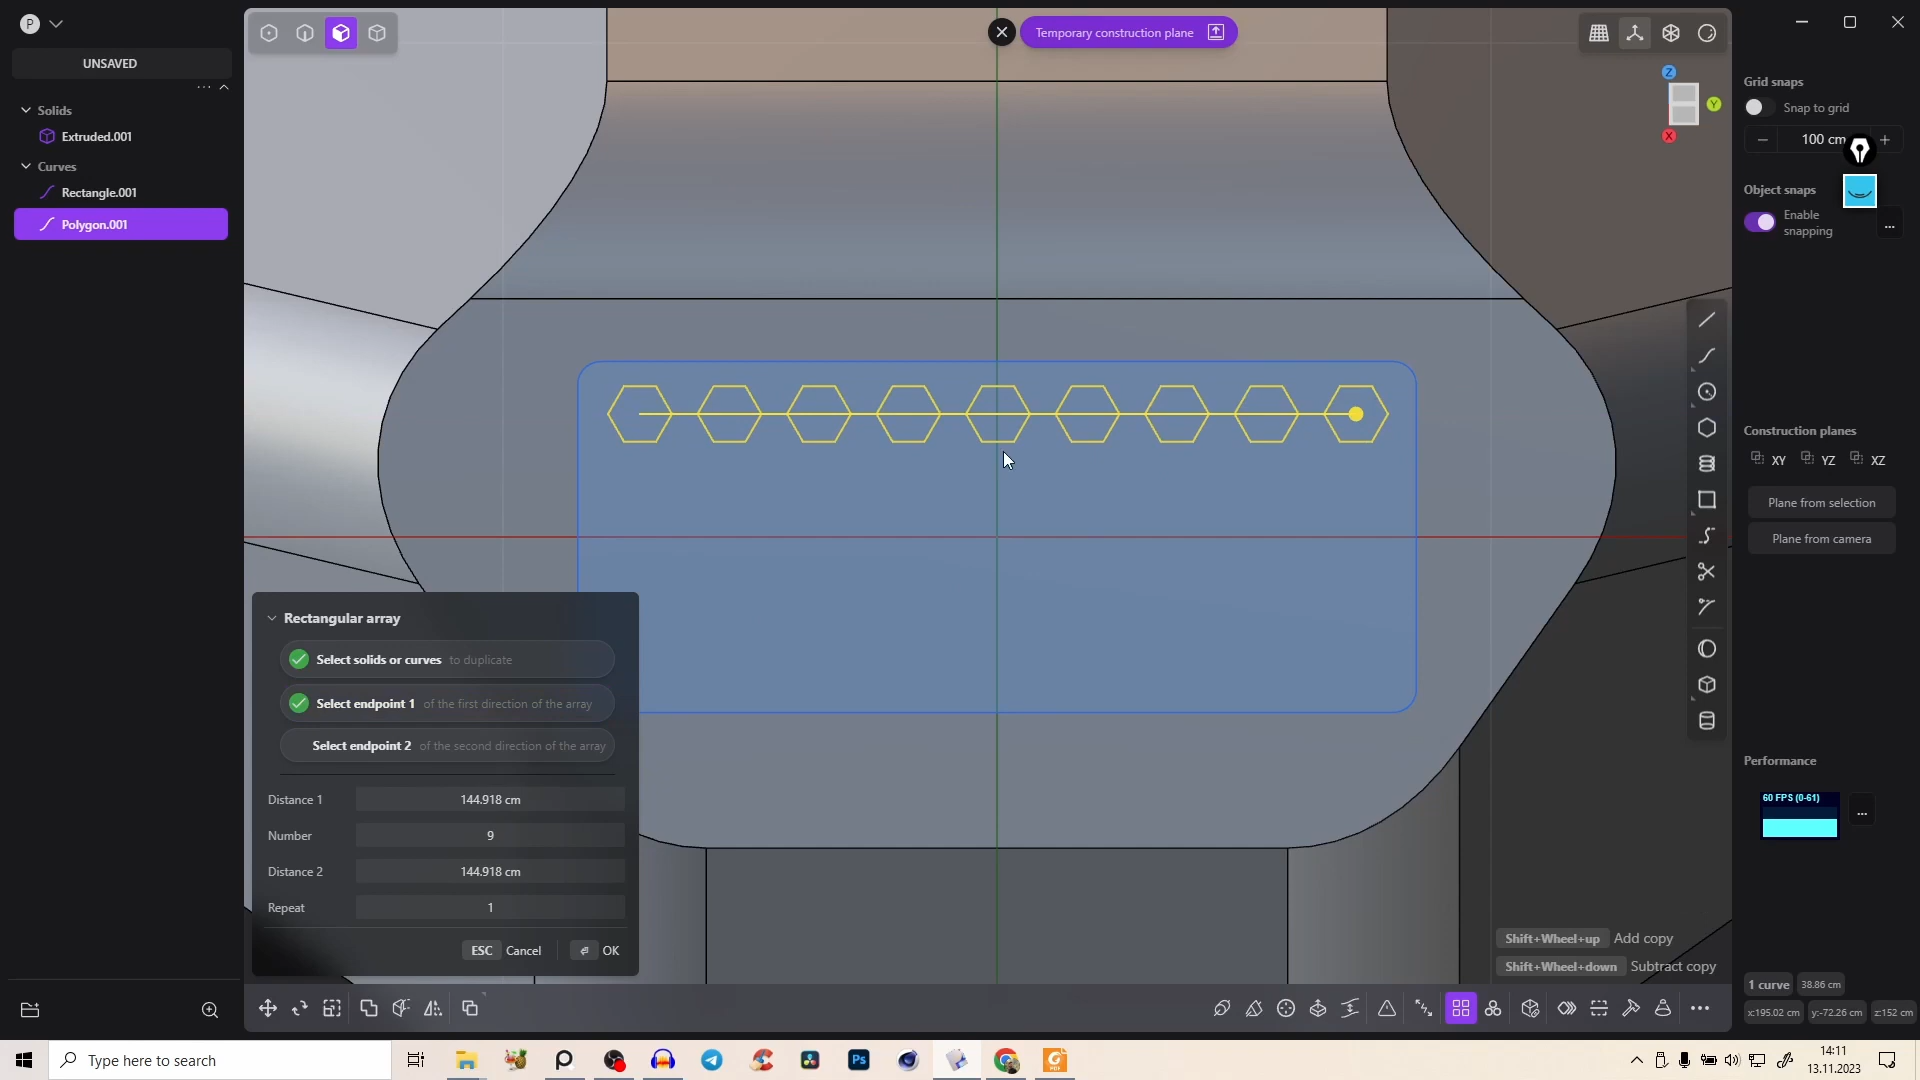 P
UNSAVED
Solids
Extruded.001
Curves
Rectangle.001
Polygon.001
Temporary construction plane
Z
Y
X
Grid snaps
Snap to grid
100 cm
Object snaps
Enable
snapping
...
Construction planes
XY
YZ
XZ
Plane from selection
Plane from camera
Performance
60 FPS (0-61)
...
Rectangular array
Select solids or curves to duplicate
Select endpoint 1 of the first direction of the array
Select endpoint 2 of the second direction of the array
Distance 1 144.918 cm
Number 9
Distance 2 144.918 cm
Repeat 1
ESC Cancel OK
Shift+Wheel+up Add copy
Shift+Wheel+down Subtract copy
1 curve 38.86 cm
x:195.02 cm y:-72.26 cm z:152 cm
Type here to search
Ps
PDF
14:11
13.11.2023